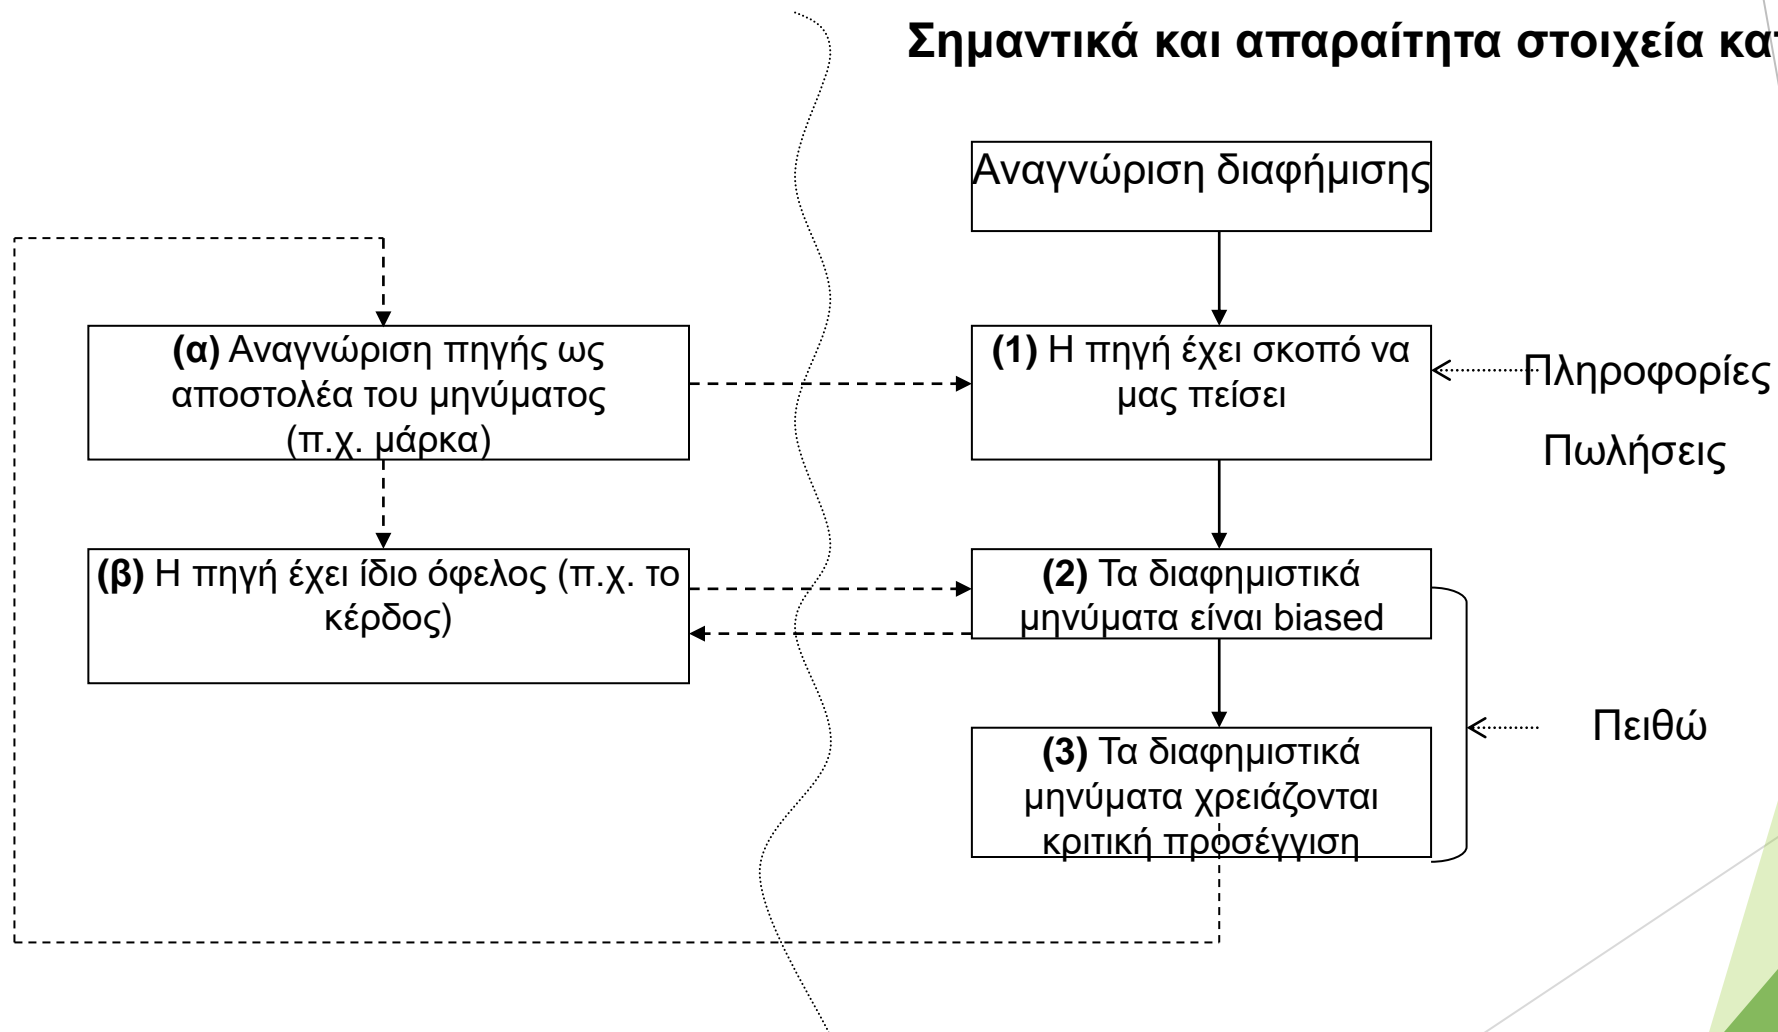 Σημαντικά και απαραίτητα στοιχεία
Αναγνώριση διαφήμισης
(α) Αναγνώριση πηγής ως
αποστολέα του μηνύματος
(π.χ. μάρκα)
(1) Η πηγή έχει σκοπό να
μας πείσει
Πληροφορίες
Πωλήσεις
(β) Η πηγή έχει ίδιο όφελος (π.χ. το
κέρδος)
(2) Τα διαφημιστικά
μηνύματα είναι biased
(3) Τα διαφημιστικά
μηνύματα χρειάζονται
κριτική προσέγγιση
Πειθώ